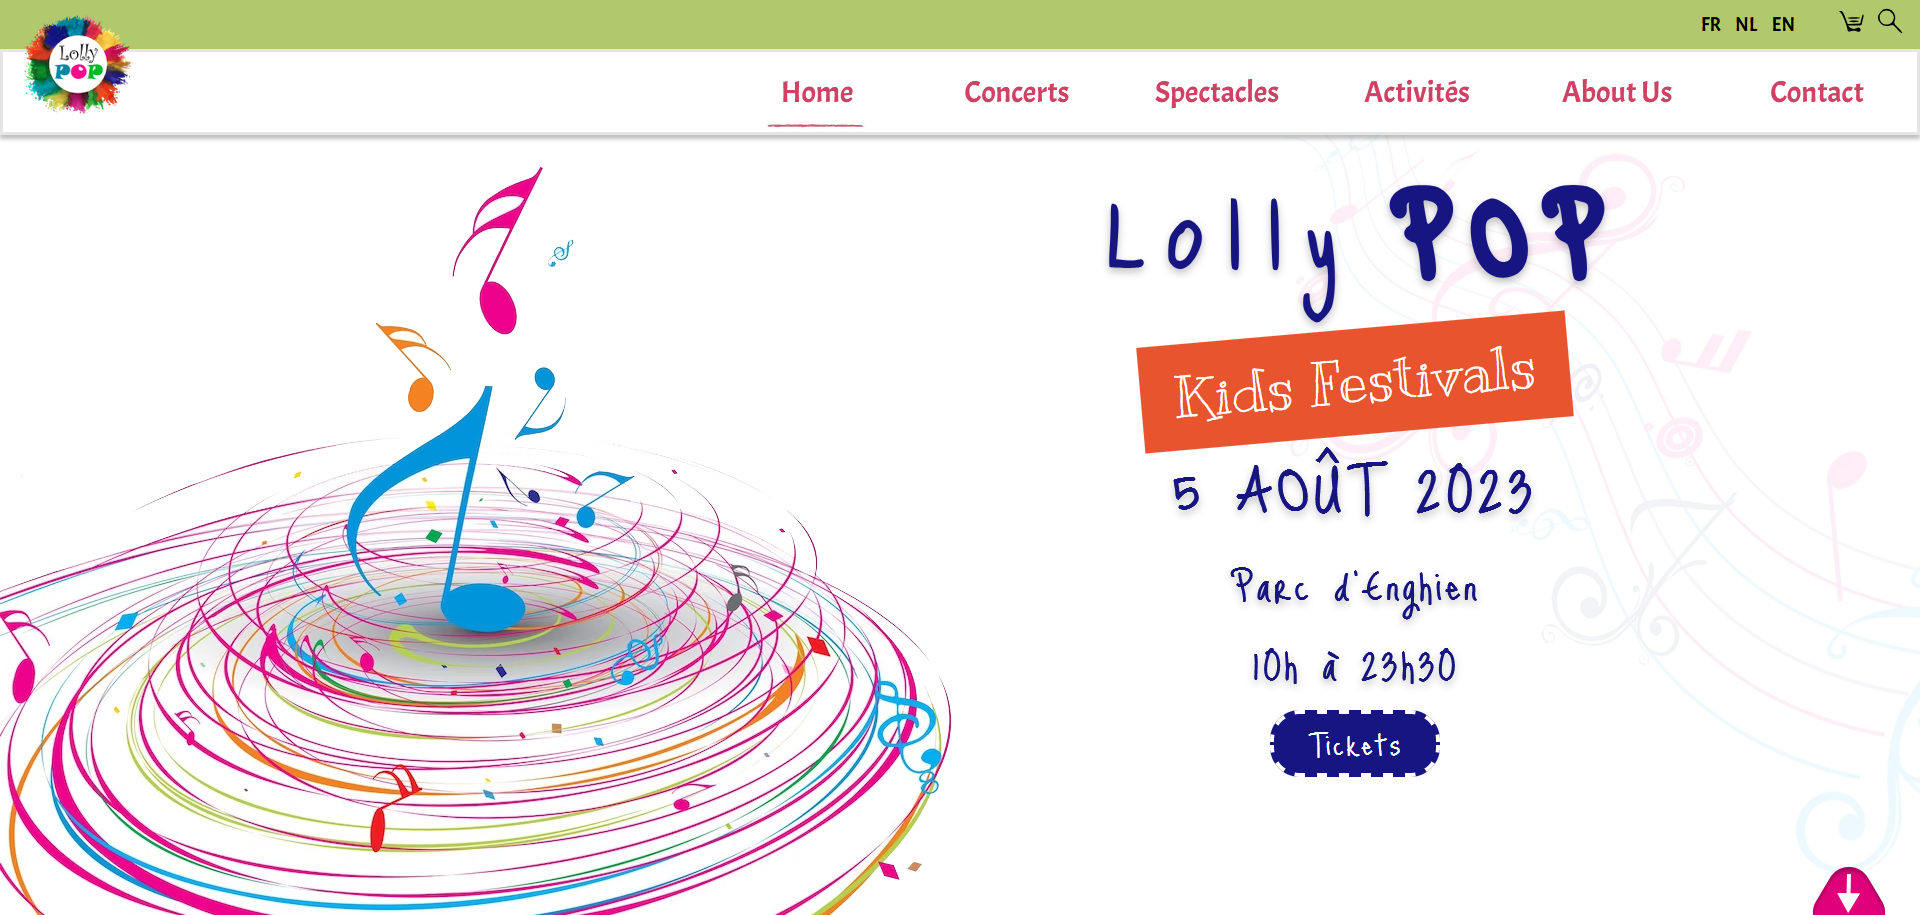 FR NL EN
Lolly
POP
Home Concerts Spectacles Activités About Us Contact
Lolly POP
Kids Festivals
5 AOÛT 2023
Parc d'Enghien
10h à 23h30
Tickets